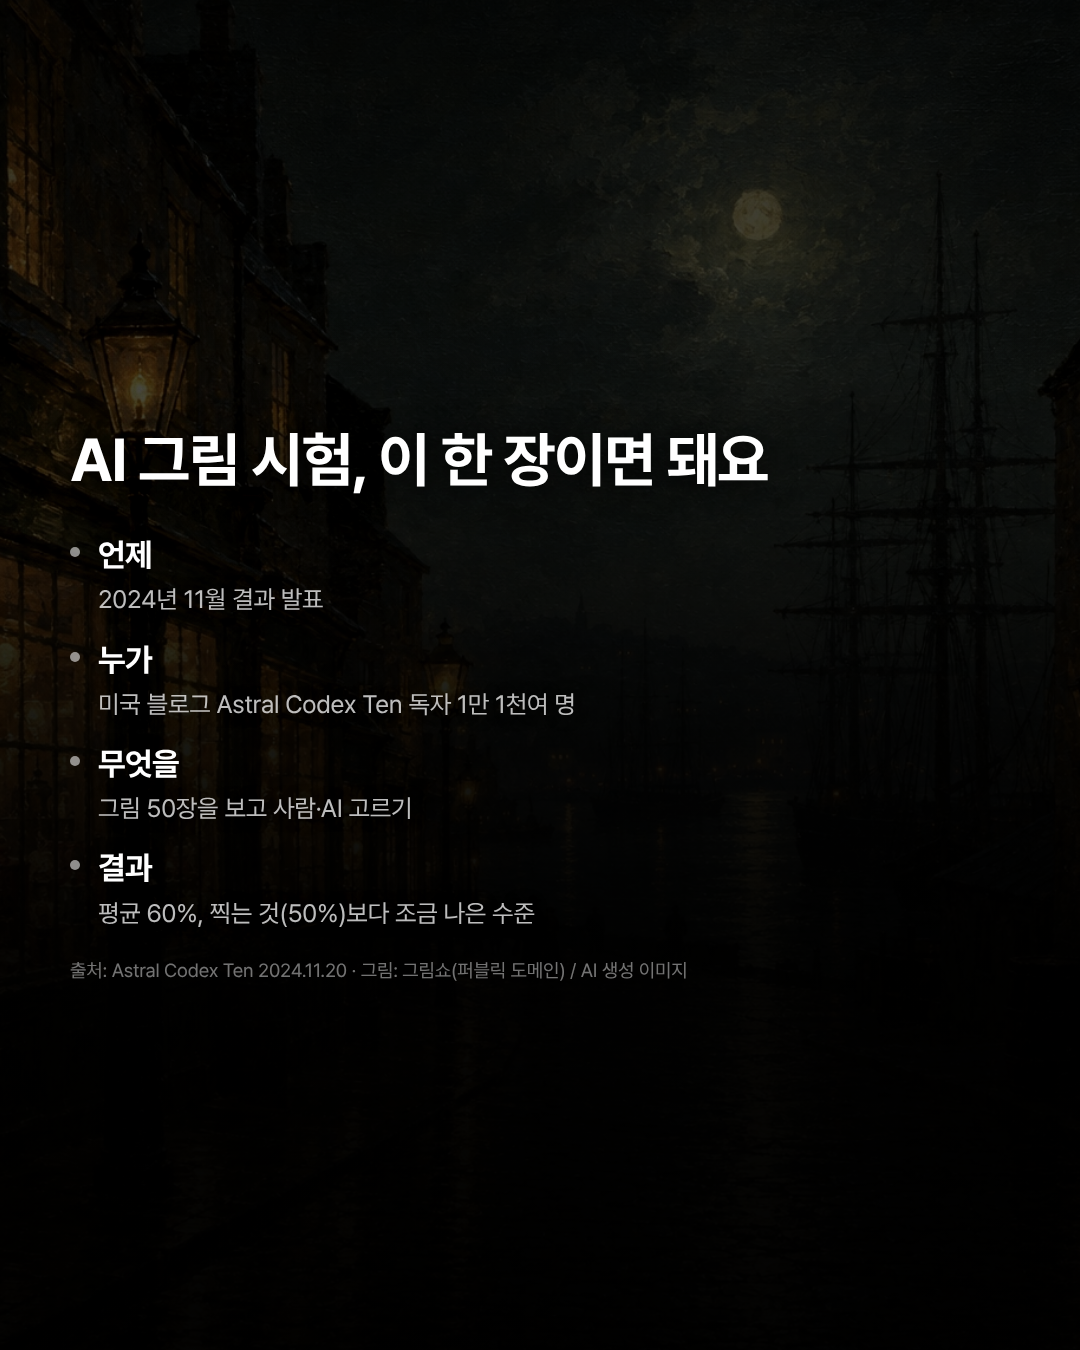 AI 그림 시험, 이 한 장이면 돼요
언제
2024년 11월 결과 발표
누가
미국 블로그 Astral Codex Ten 독자 1만 1천여 명
무엇을
그림 50장을 보고 사람·AI 고르기
결과
평균 60%, 찍는 것(50%)보다 조금 나은 수준
출처: Astral Codex Ten 2024.11.20 · 그림: 그림쇼(퍼블릭 도메인) / AI 생성 이미지